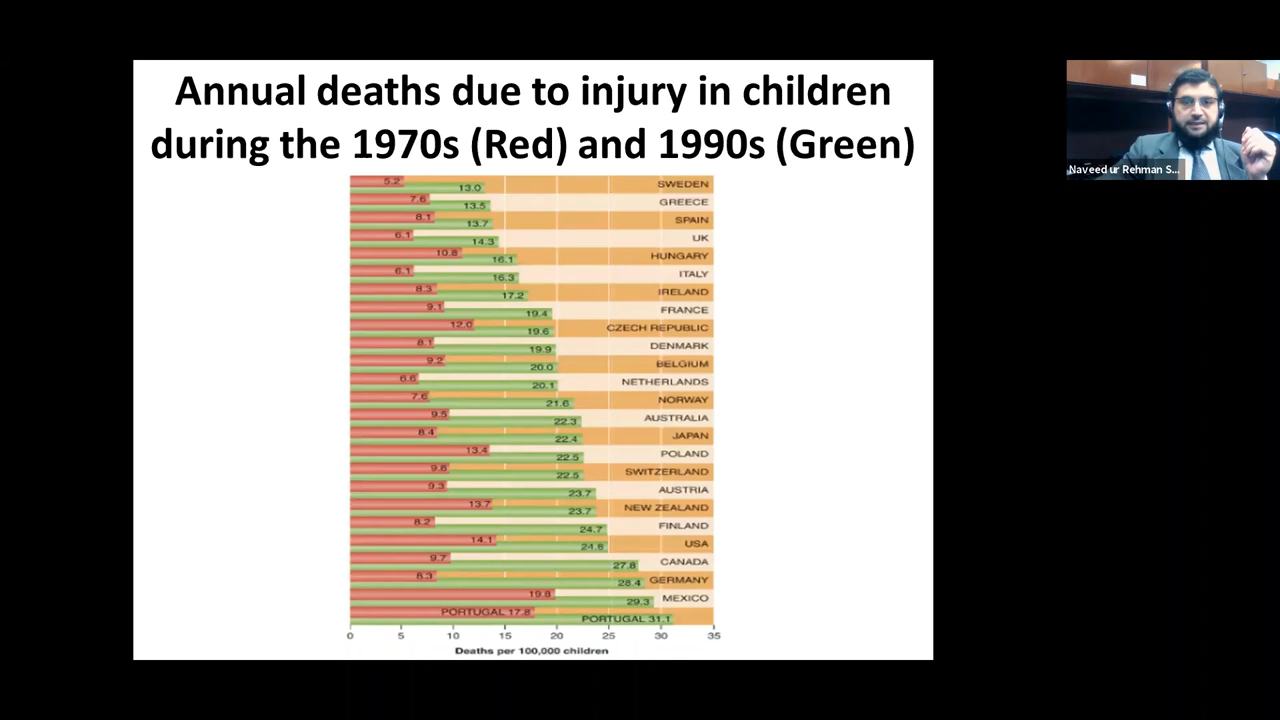 Annual deaths due to injury in children
during the 1970s (Red) and 1990s (Green)
Naveed ur Rehman S...
5.2
13.0 SWEDEN
7.6
13.5 GREECE
8.1
13.7 SPAIN
6.1
14.3 UK
10.8
16.1 HUNGARY
6.1
16.3 ITALY
8.3
17.2 IRELAND
9.1
19.4 FRANCE
12.0
19.6 CZECH REPUBLIC
8.1
19.9 DENMARK
9.2
20.0 BELGIUM
6.6
20.1 NETHERLANDS
7.6
21.6 NORWAY
9.5
22.3 AUSTRALIA
8.4
22.4 JAPAN
13.4
22.5 POLAND
9.8
22.5 SWITZERLAND
9.3
23.7 AUSTRIA
13.7
23.7 NEW ZEALAND
8.2
24.7 FINLAND
14.1
24.8 USA
9.7
27.8 CANADA
8.3
28.4 GERMANY
19.8
29.3 MEXICO
PORTUGAL 17.8
PORTUGAL 31.1
0 5 10 15 20 25 30 35
Deaths per 100,000 children